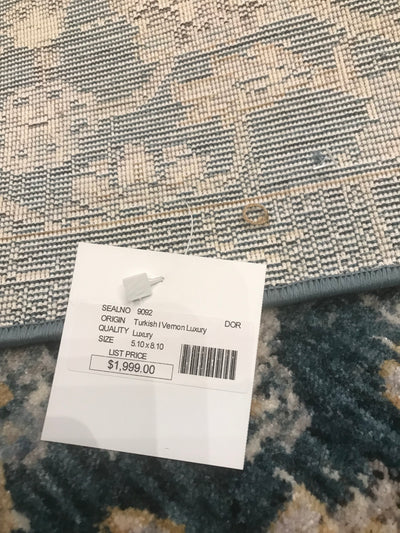 SEALNO 9092
ORIGIN Turkish I Vernon Luxury DOR
QUALITY Luxury
SIZE 5.10 x 8.10
LIST PRICE
$1,999.00